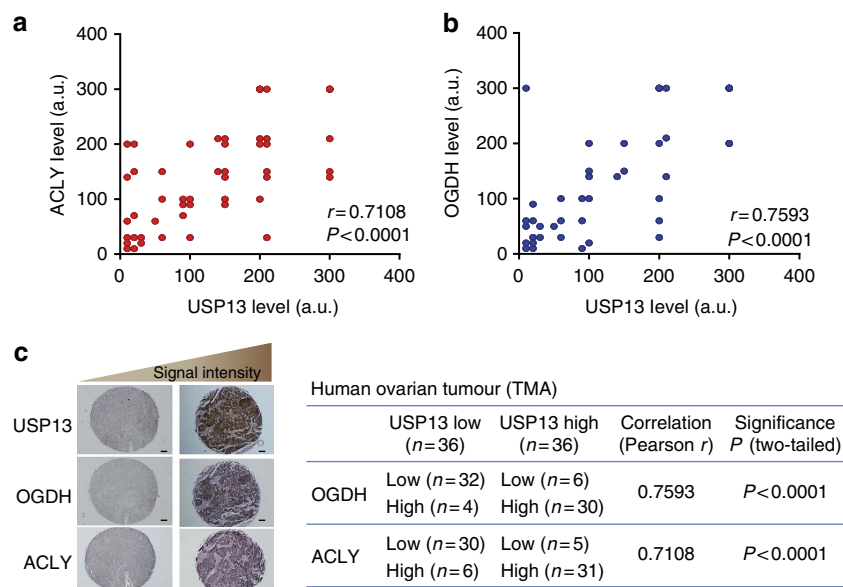 a
ACLY level (a.u.)
400
300
200
100
0
r=0.7108
P<0.0001
0 100 200 300 400
USP13 level (a.u.)
b
OGDH level (a.u.)
400
300
200
100
0
r=0.7593
P<0.0001
0 100 200 300 400
USP13 level (a.u.)
c
Signal intensity
USP13
OGDH
ACLY
Human ovarian tumour (TMA)
USP13 low USP13 high Correlation Significance
(n=36) (n=36) (Pearson r) P (two-tailed)
OGDH Low (n=32) Low (n=6) 0.7593 P<0.0001
High (n=4) High (n=30)
ACLY Low (n=30) Low (n=5) 0.7108 P<0.0001
High (n=6) High (n=31)